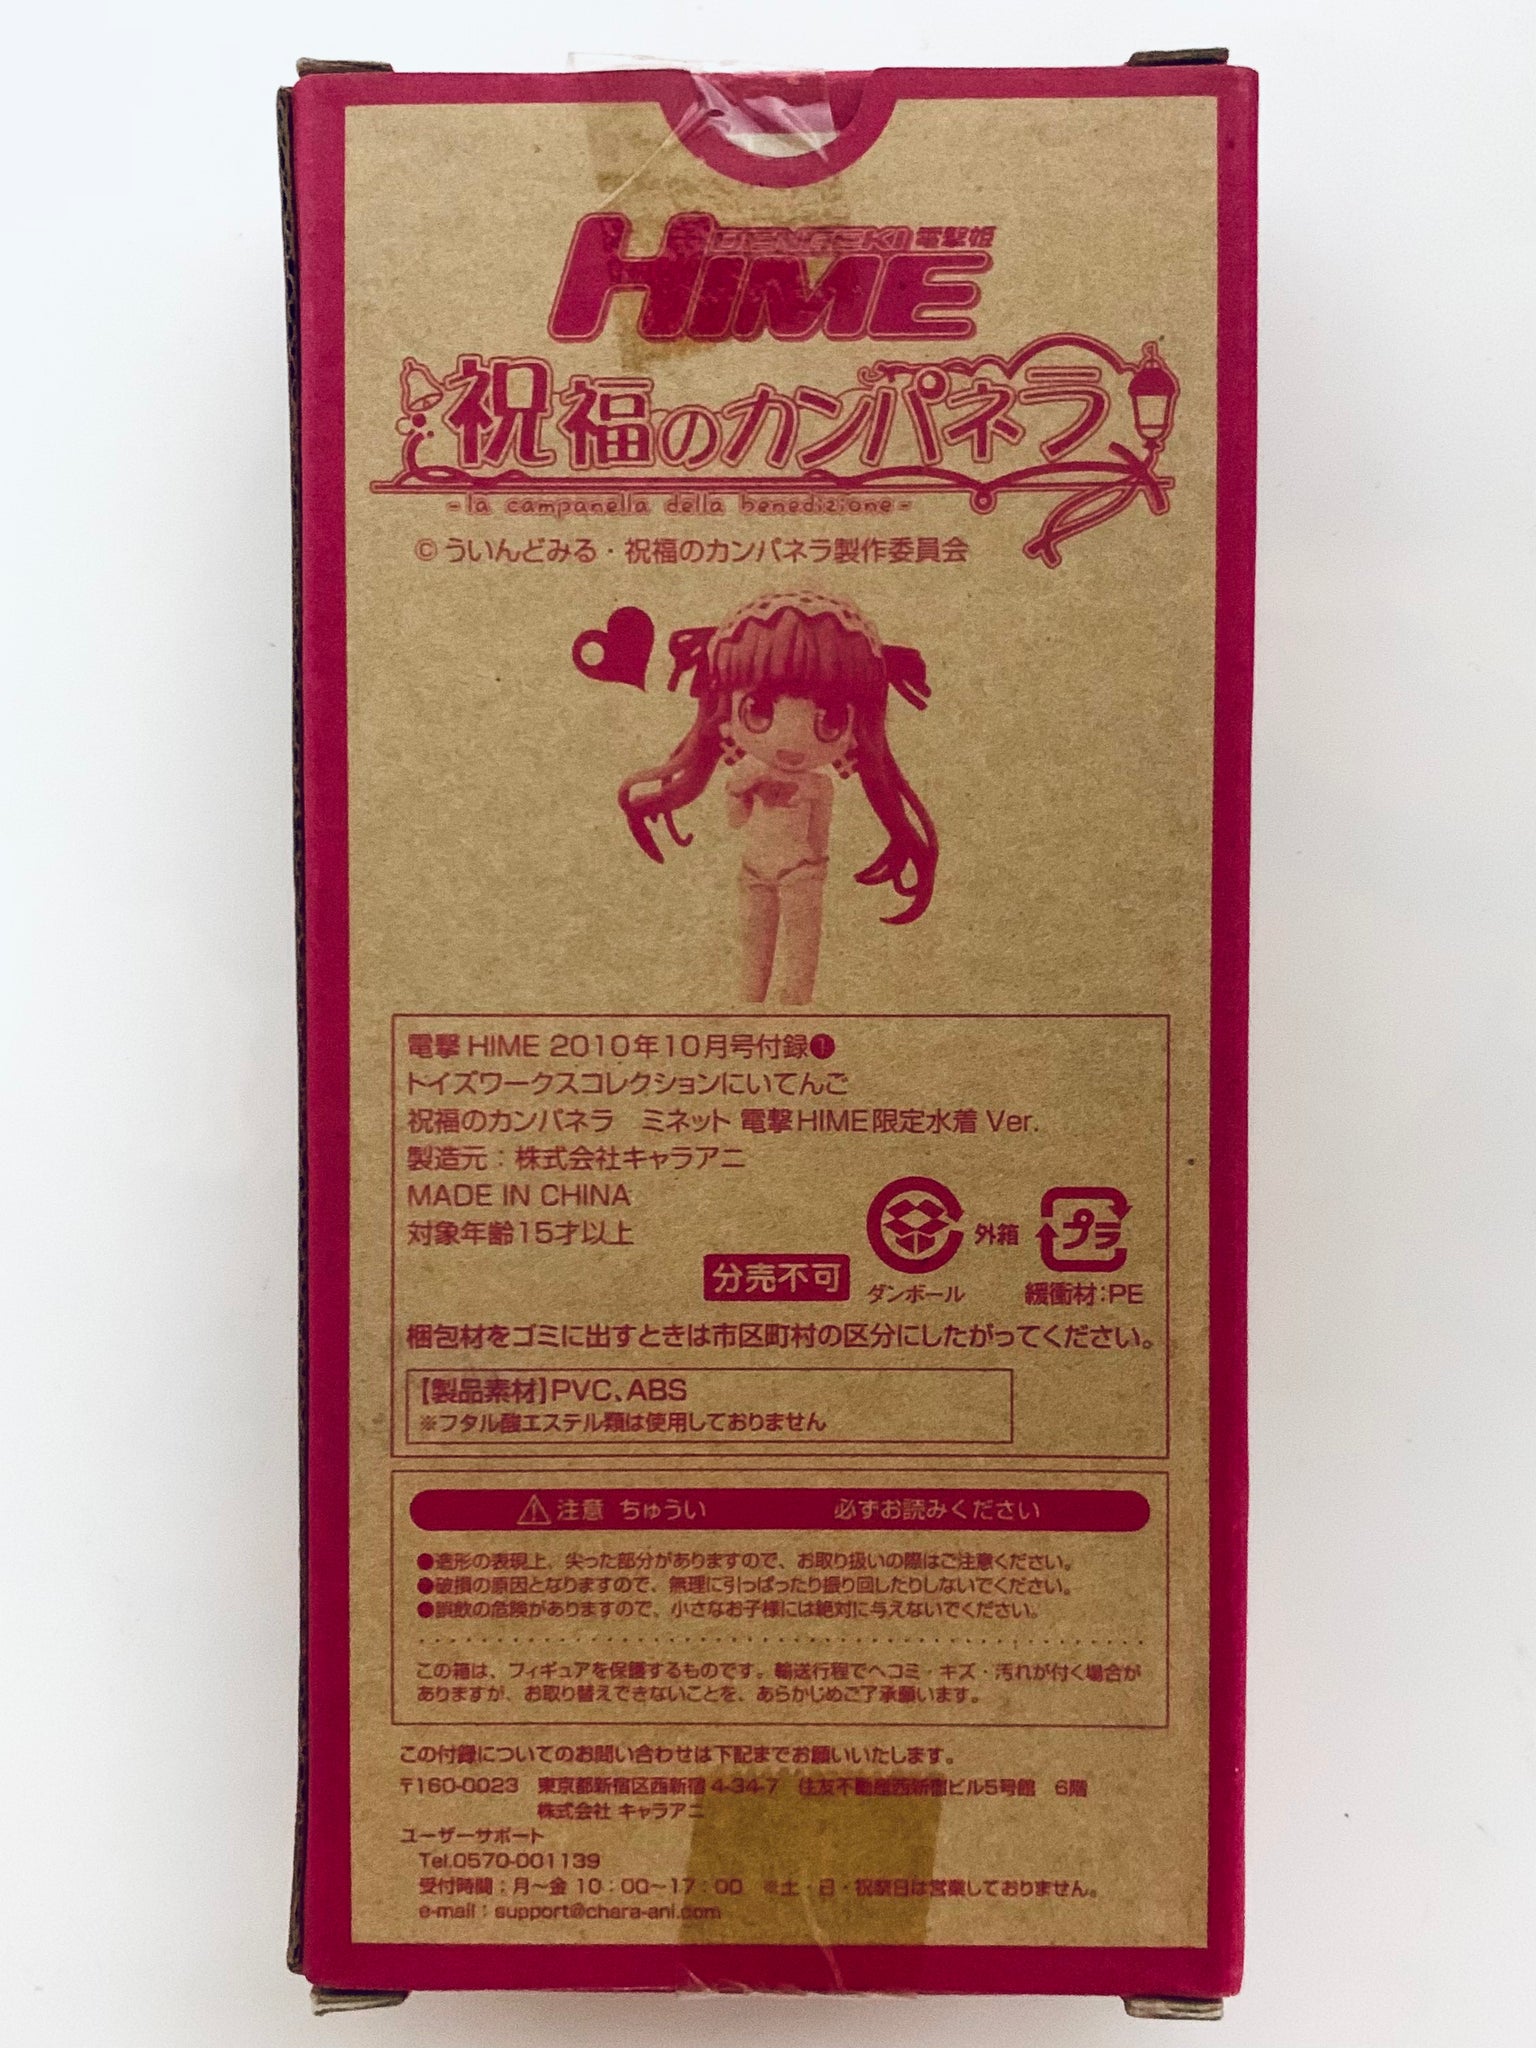 DENGEKI 電撃姫
HIME
祝福のカンパネラ
-la campanella della benedizione-
© ういんどみる・祝福のカンパネラ製作委員会
電撃HIME 2010年10月号付録❶
トイズワークスコレクションにいてんご
祝福のカンパネラ ミネット 電撃HIME限定水着 Ver.
製造元：株式会社キャラアニ
MADE IN CHINA
対象年齢15才以上
分売不可
ダンボール
外箱
プラ
緩衝材：PE
梱包材をゴミに出すときは市区町村の区分にしたがってください。
【製品素材】PVC、ABS
※フタル酸エステル類は使用しておりません
⚠注意 ちゅうい 必ずお読みください
●造形の表現上、尖った部分がありますので、お取り扱いの際はご注意ください。
●破損の原因となりますので、無理に引っぱったり振り回したりしないでください。
●誤飲の危険がありますので、小さなお子様には絶対に与えないでください。
この箱は、フィギュアを保護するものです。輸送行程でヘコミ・キズ・汚れが付く場合が
ありますが、お取り替えできないことを、あらかじめご了承願います。
この付録についてのお問い合わせは下記までお願いいたします。
〒160-0023 東京都新宿区西新宿4-34-7 住友不動産西新宿ビル5号館 6階
株式会社 キャラアニ
ユーザーサポート
Tel.0570-001139
受付時間：月～金 10：00～17：00 ※土・日・祝祭日は営業しておりません。
e-mail：support@chara-ani.com